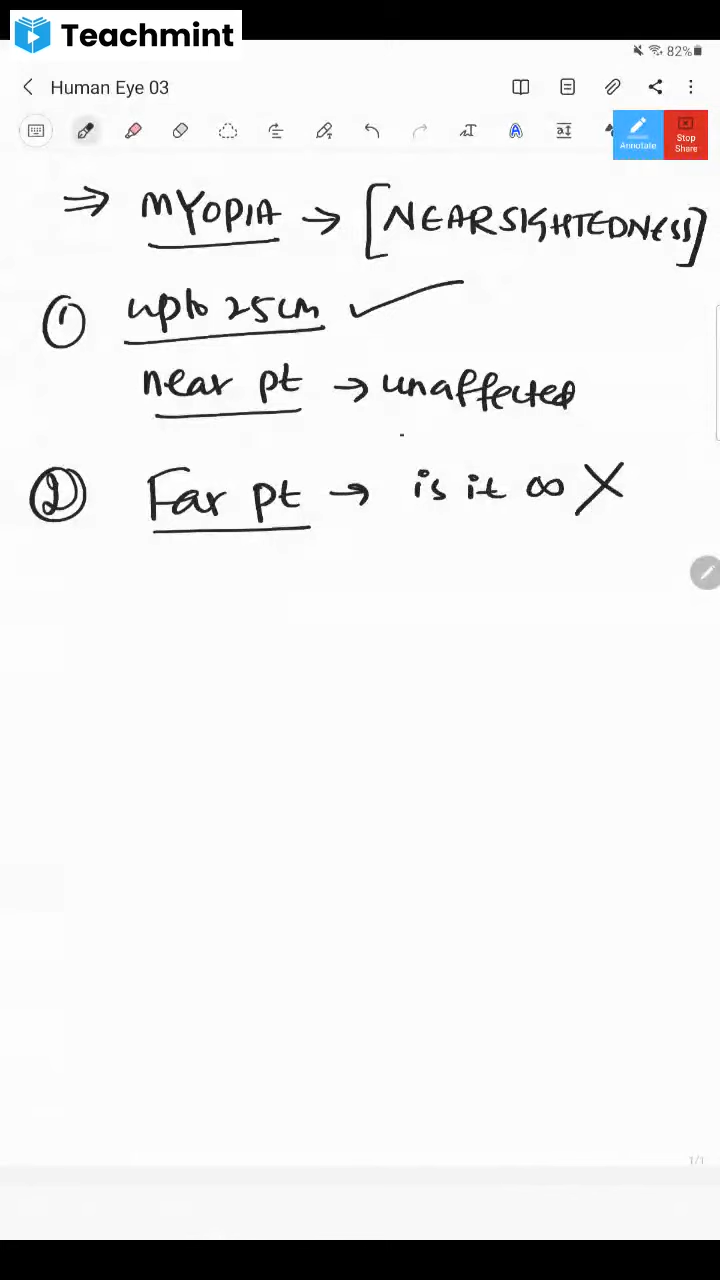 Teachmint
82%
Human Eye 03
Annotate
Stop Share
⇒ MYOPIA → [NEARSIGHTEDNESS]
① upto 25cm ✓
near pt → unaffected
② Far pt → is it ∞ X
1/1